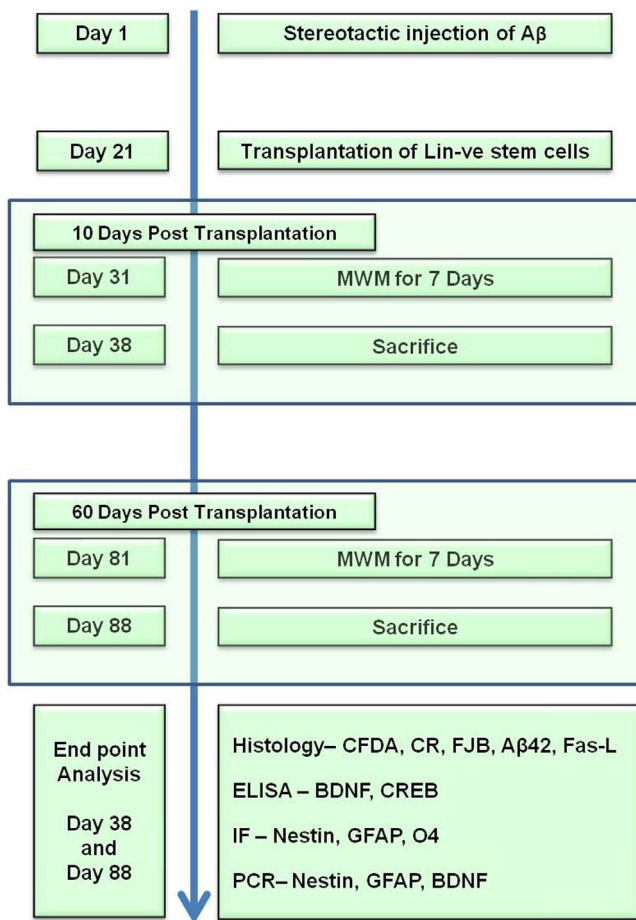 Day 1
Stereotactic injection of Aβ
Day 21
Transplantation of Lin-ve stem cells
10 Days Post Transplantation
Day 31
MWM for 7 Days
Day 38
Sacrifice
60 Days Post Transplantation
Day 81
MWM for 7 Days
Day 88
Sacrifice
End point
Analysis
Day 38
and
Day 88
Histology– CFDA, CR, FJB, Aβ42, Fas-L
ELISA – BDNF, CREB
IF – Nestin, GFAP, O4
PCR– Nestin, GFAP, BDNF